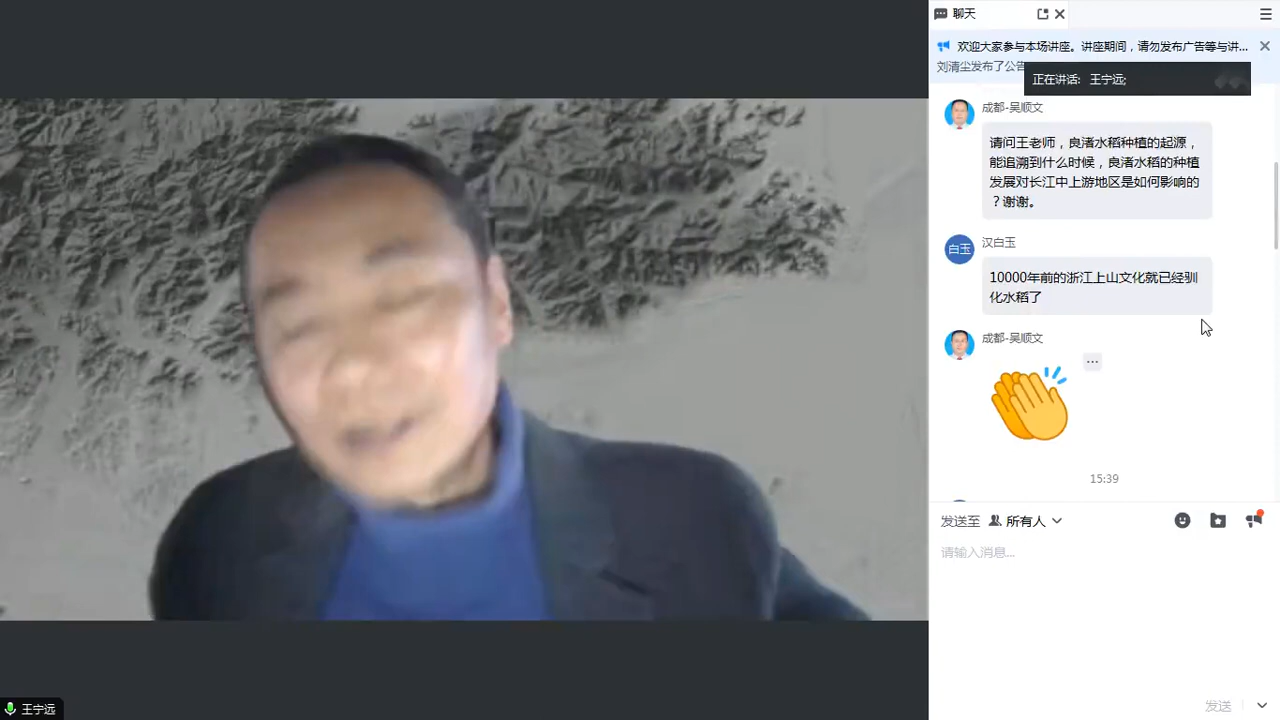 聊天
欢迎大家参与本场讲座。讲座期间，请勿发布广告等与讲...
刘清尘发布了公告
正在讲话: 王宁远;
成都-吴顺文
请问王老师，良渚水稻种植的起源，
能追溯到什么时候，良渚水稻的种植
发展对长江中上游地区是如何影响的
？谢谢。
白玉
汉白玉
10000年前的浙江上山文化就已经驯
化水稻了
成都-吴顺文
15:39
发送至 所有人
请输入消息...
发送
王宁远